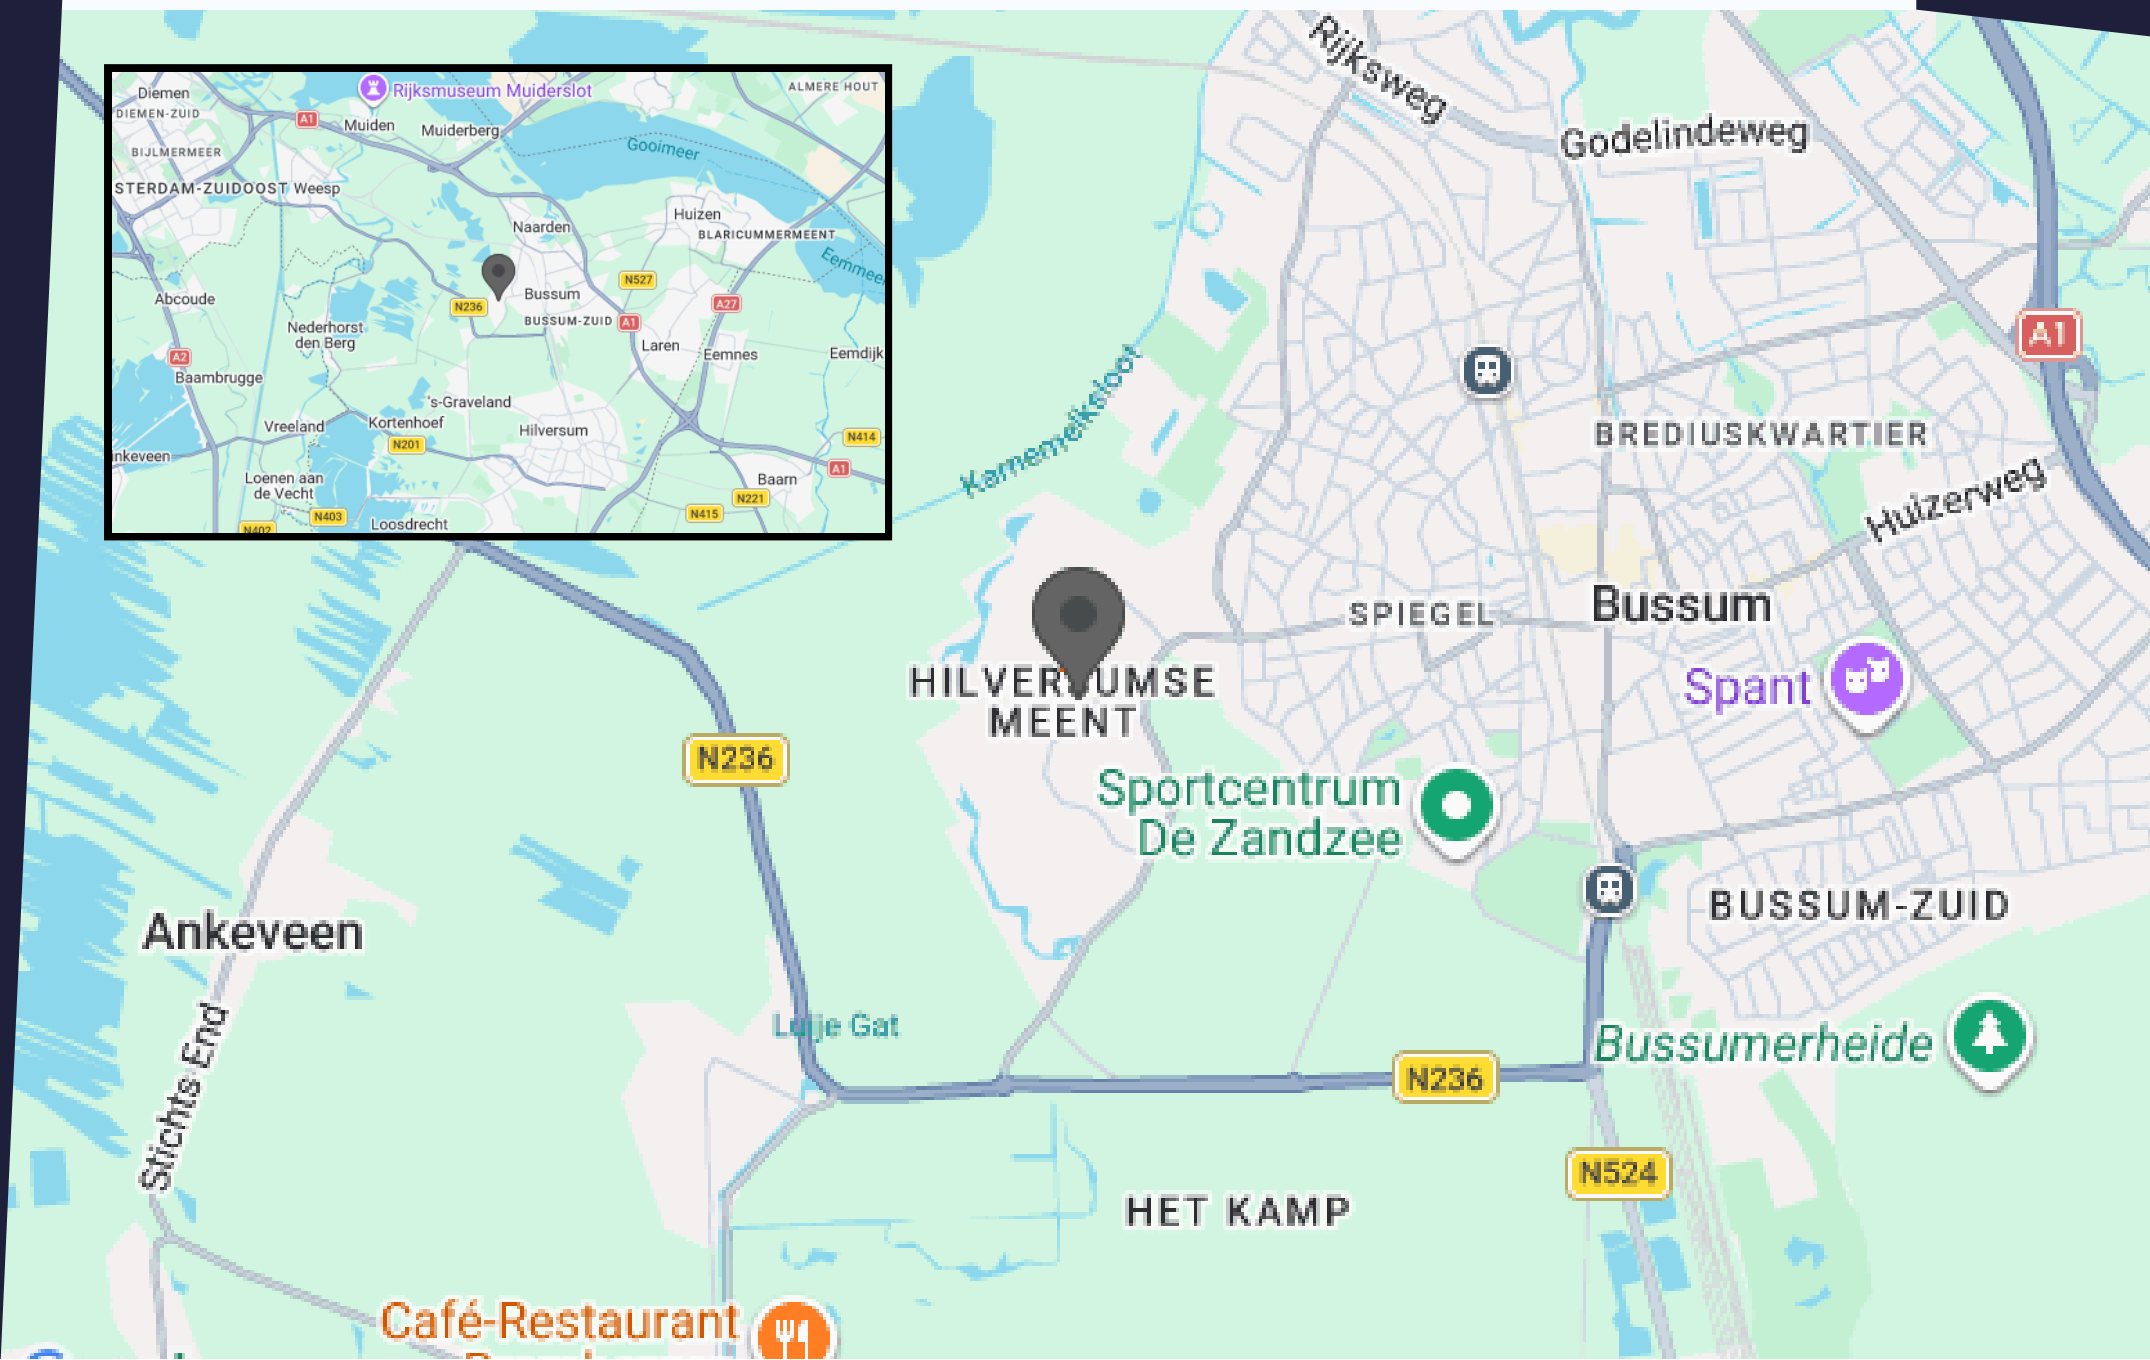 Diemen
DIEMEN-ZUID
BIJLMERMEER
STERDAM-ZUIDOOST
Weesp
A1
Rijksmuseum Muiderslot
Muiden
Muiderberg
ALMERE HOUT
Gooimeer
Naarden
Huizen
BLARICUMMERMEENT
Eemmeer
N527
N236
Bussum
BUSSUM-ZUID
A1
A27
Abcoude
Nederhorst
den Berg
A2
Baambrugge
Laren
Eemnes
Eemdijk
's-Graveland
Vreeland
Kortenhoef
N201
Hilversum
N414
inkeveen
Loenen aan
de Vecht
A1
Baarn
N221
N415
N403
N402
Loosdrecht
Rijksweg
Godelindeweg
A1
Karnemelksloot
BREDIUSKWARTIER
Huizerweg
Bussum
SPIEGEL
HILVERSUMSE
MEENT
Spant
N236
Sportcentrum
De Zandzee
Ankeveen
BUSSUM-ZUID
Luije Gat
Bussumerheide
Stichts End
N236
N524
HET KAMP
Café-Restaurant